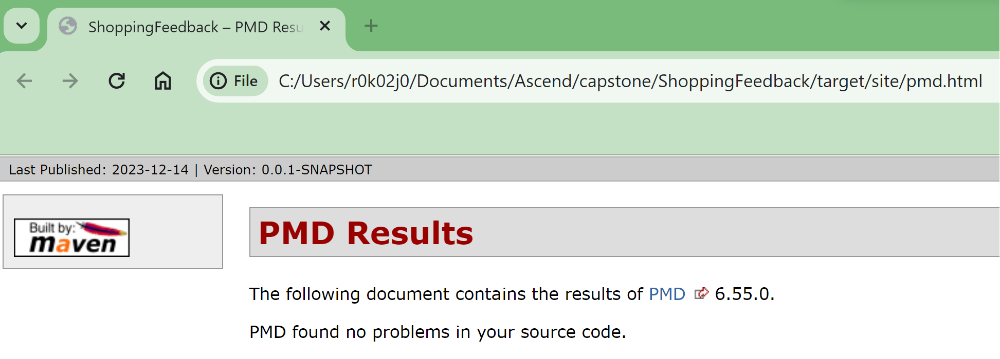 ShoppingFeedback – PMD Resu
File C:/Users/r0k02j0/Documents/Ascend/capstone/ShoppingFeedback/target/site/pmd.html
Last Published: 2023-12-14 | Version: 0.0.1-SNAPSHOT
Built by:
maven
PMD Results
The following document contains the results of PMD 6.55.0.
PMD found no problems in your source code.